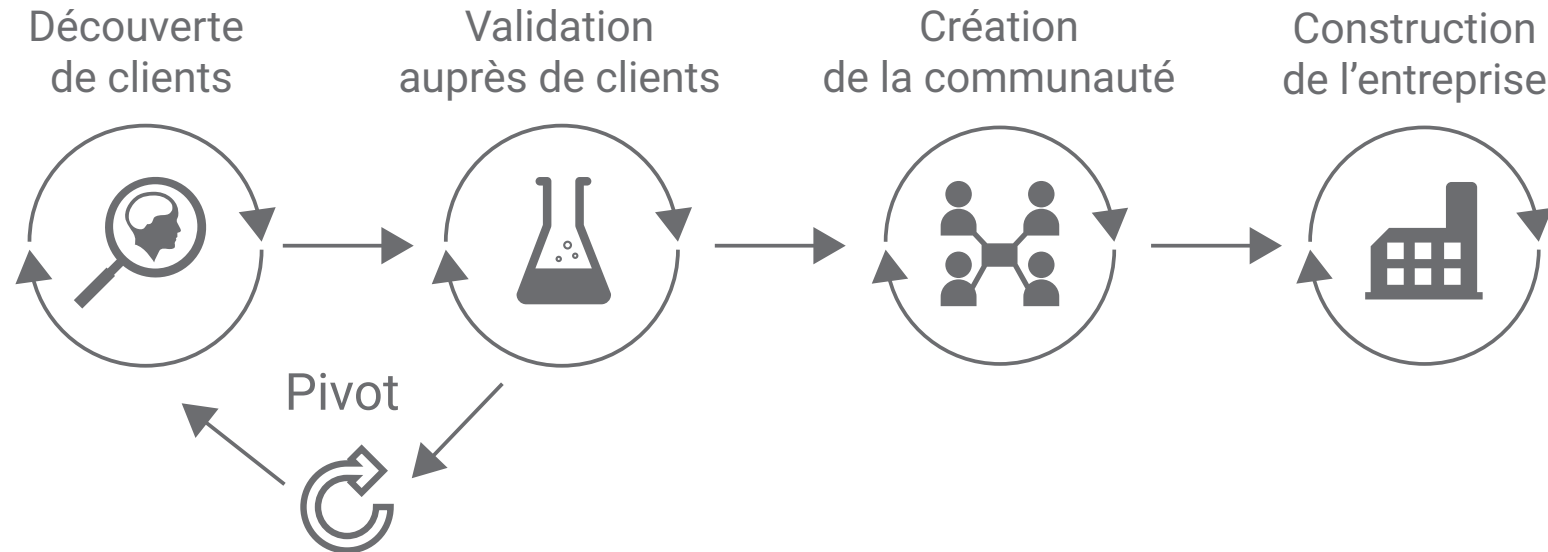 Découverte
de clients
Validation
auprès de clients
Création
de la communauté
Construction
de l’entreprise
Pivot